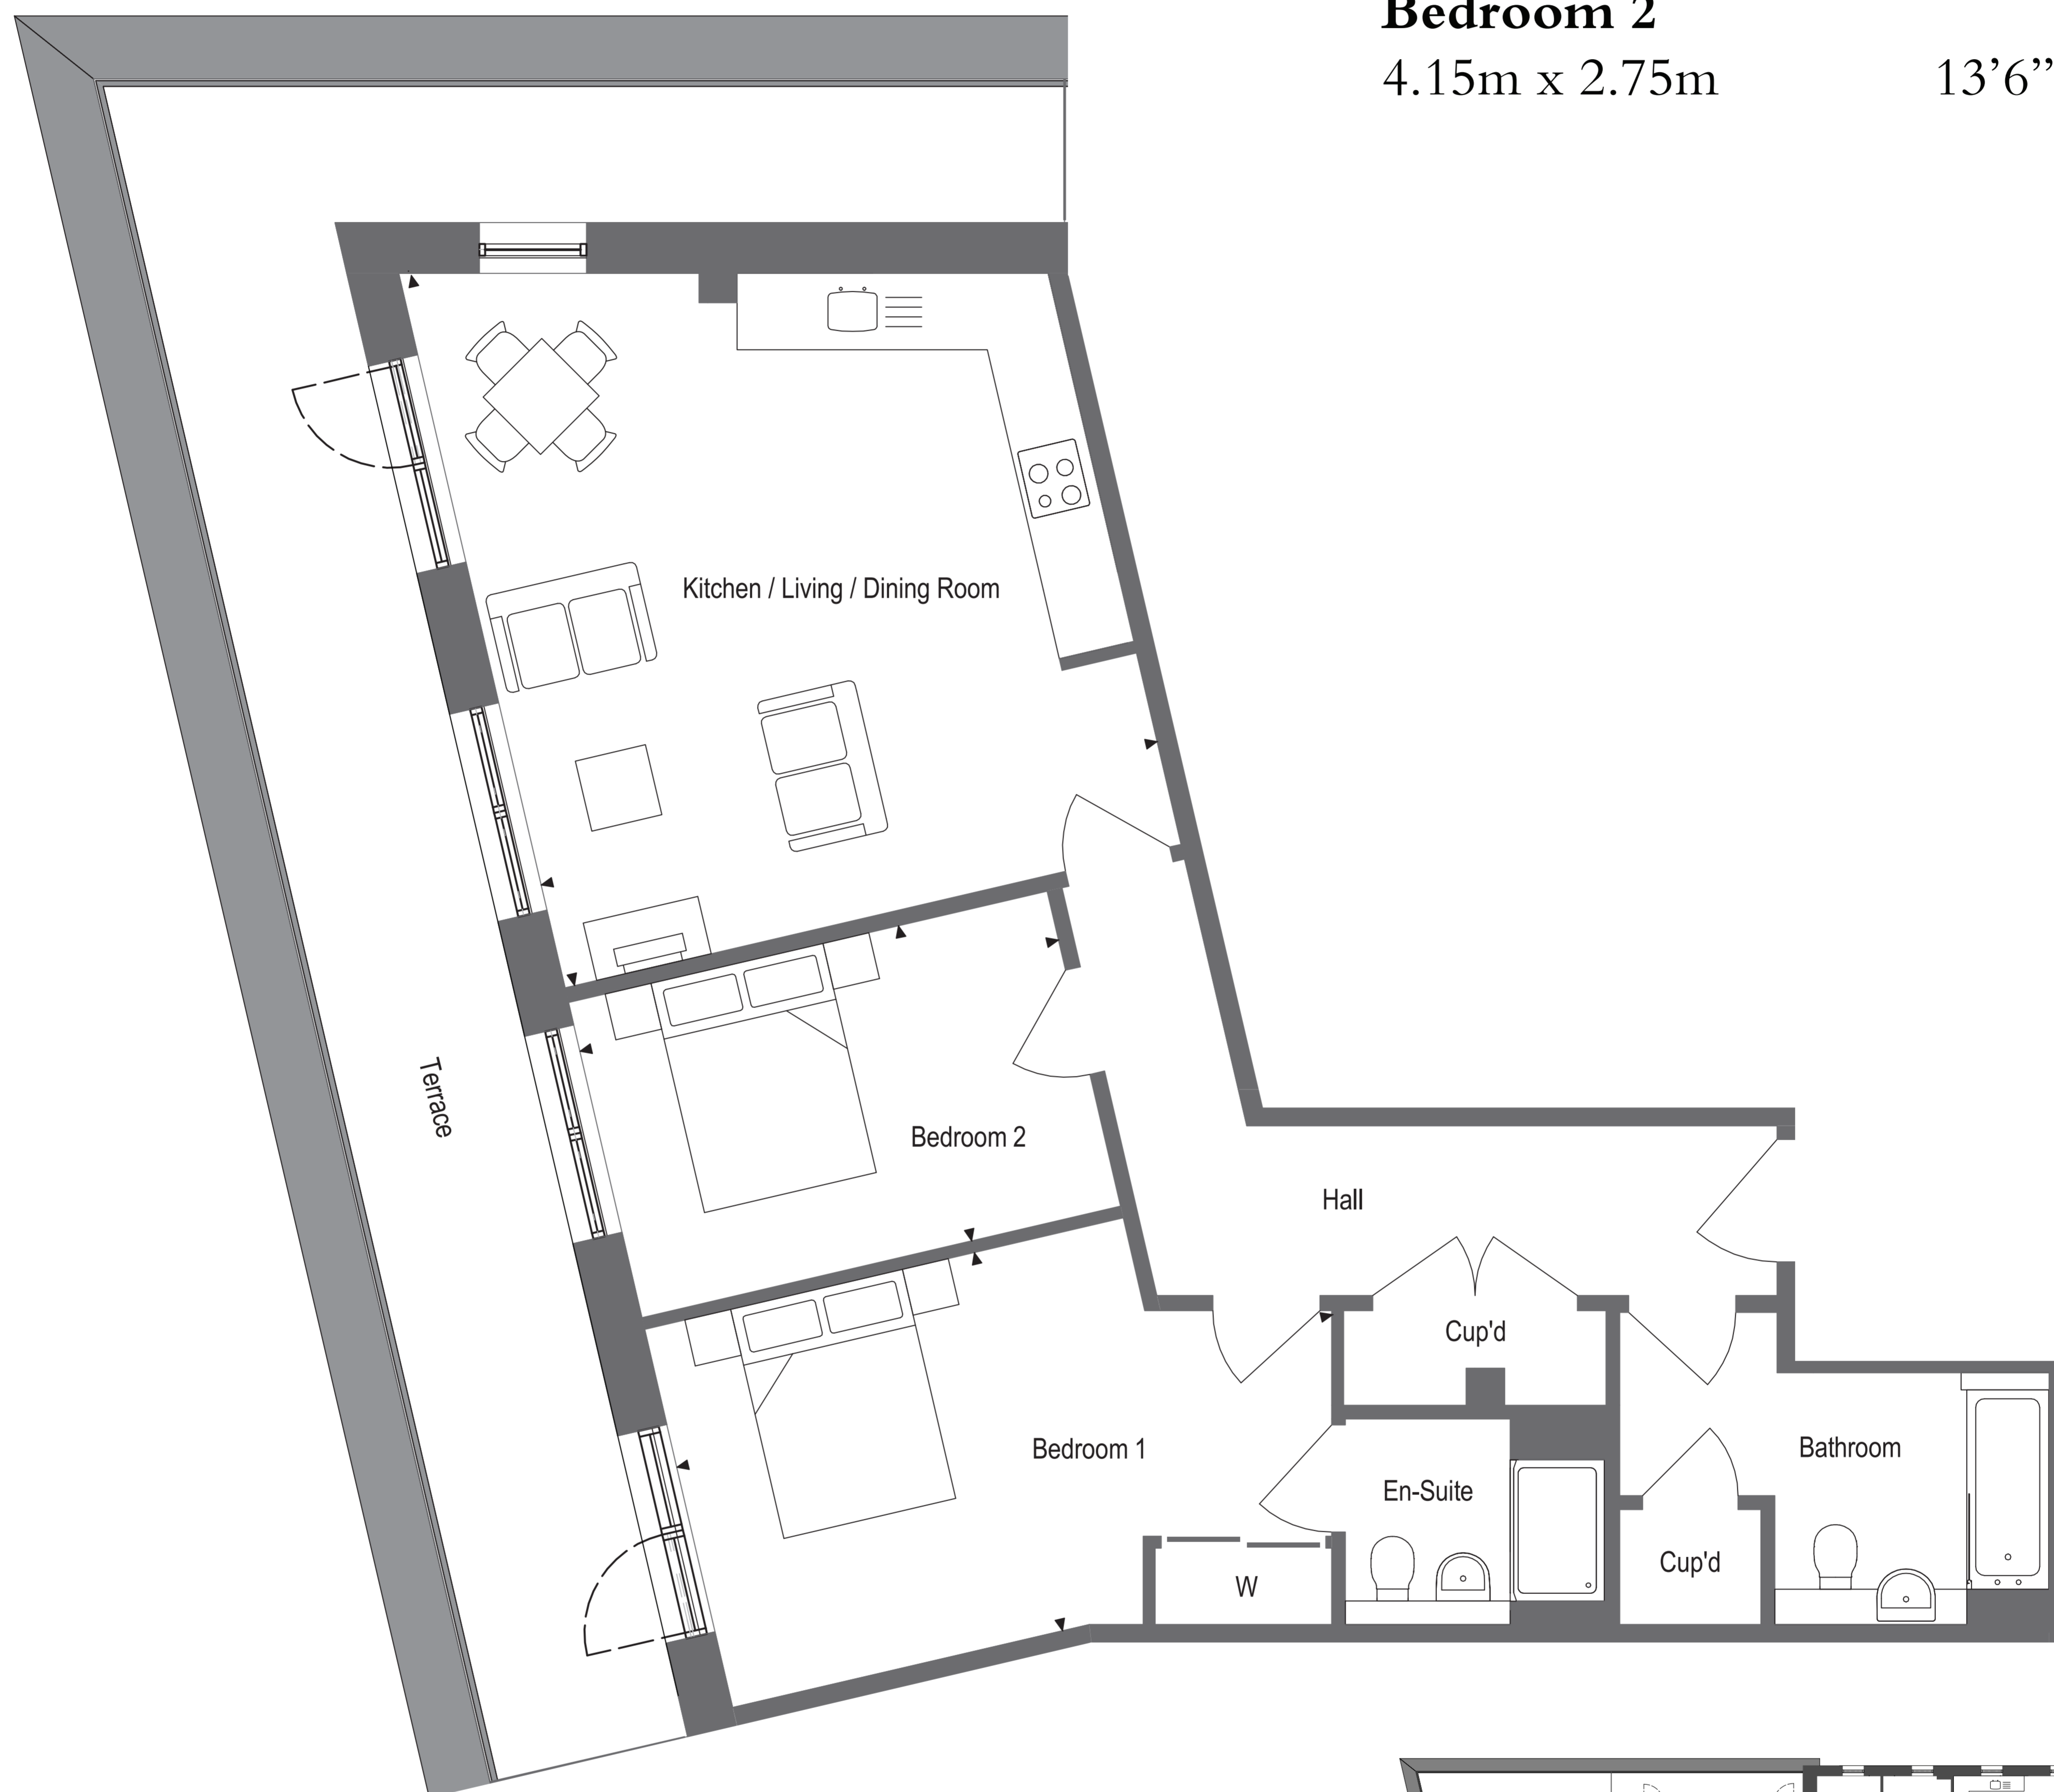 Bedroom 2
4.15m x 2.75m 13’6”
Kitchen / Living / Dining Room
Terrace
Bedroom 2
Hall
Cup'd
Bedroom 1
Bathroom
En-Suite
Cup'd
W